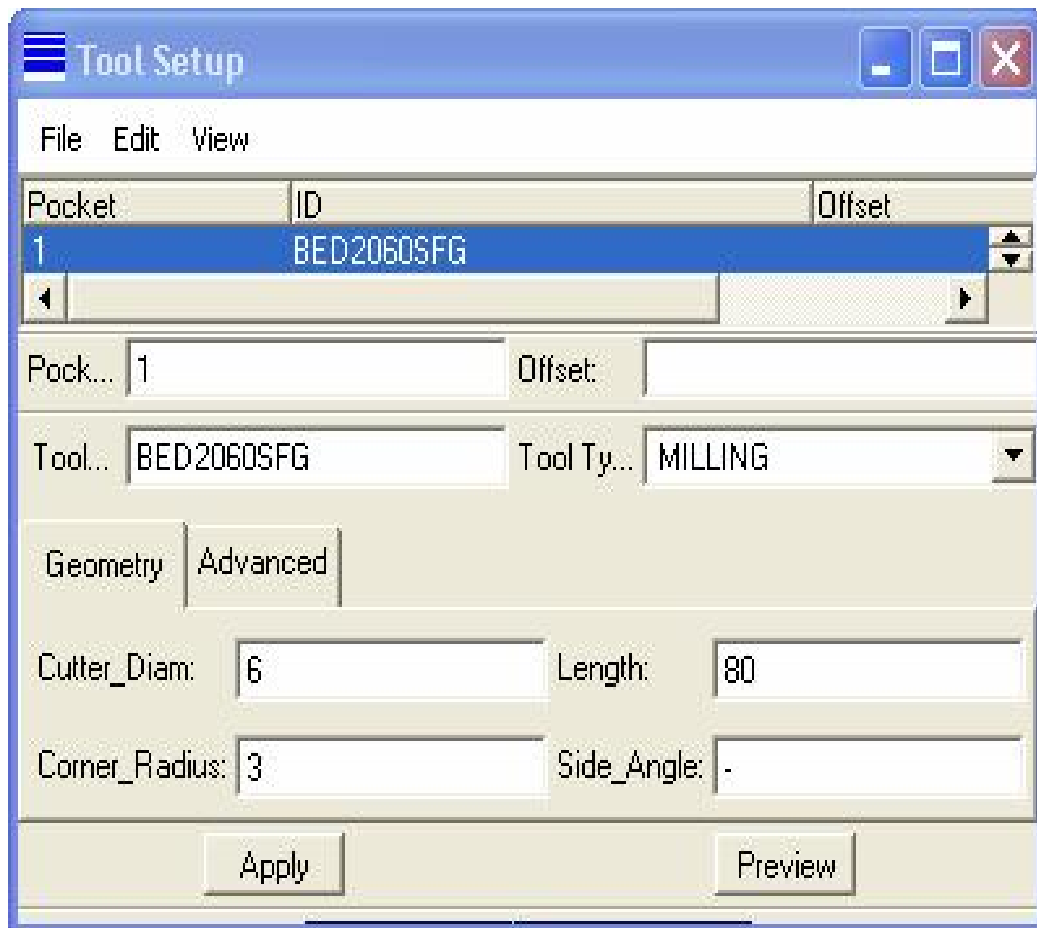 Tool Setup
File Edit View
Pocket ID Offset
1 BED2060SFG
Pock... 1 Offset:
Tool... BED2060SFG Tool Ty... MILLING
Geometry Advanced
Cutter_Diam: 6 Length: 80
Corner_Radius: 3 Side_Angle: -
Apply Preview